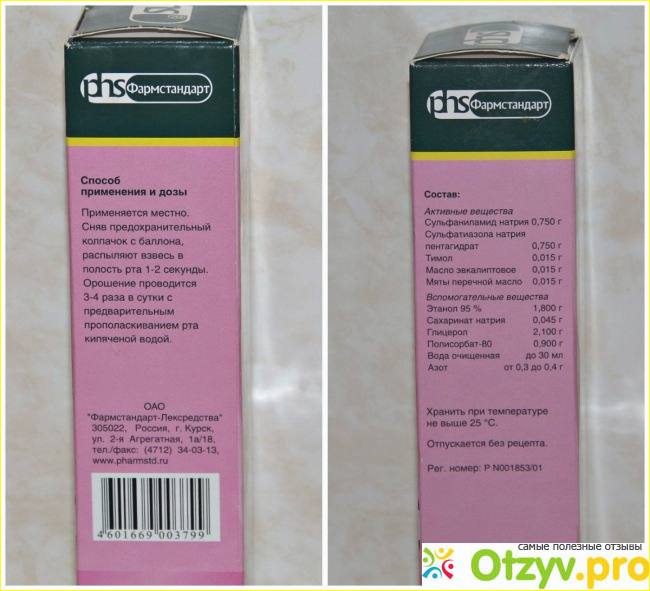 phs Фармстандарт
Способ
применения и дозы
Применяется местно.
Сняв предохранительный
колпачок с баллона,
распыляют взвесь в
полость рта 1-2 секунды.
Орошение проводится
3-4 раза в сутки с
предварительным
прополаскиванием рта
кипяченой водой.
ОАО
"Фармстандарт-Лексредства"
305022, Россия, г. Курск,
ул. 2-я Агрегатная, 1а/18,
тел./факс: (4712) 34-03-13,
www.pharmstd.ru
4601669003799
phs Фармстандарт
Состав:
Активные вещества
Сульфаниламид натрия 0,750 г
Сульфатиазола натрия
пентагидрат 0,750 г
Тимол 0,015 г
Масло эвкалиптовое 0,015 г
Мяты перечной масло 0,015 г
Вспомогательные вещества
Этанол 95 % 1,800 г
Сахаринат натрия 0,045 г
Глицерол 2,100 г
Полисорбат-80 0,900 г
Вода очищенная до 30 мл
Азот от 0,3 до 0,4 г
Хранить при температуре
не выше 25 °С.
Отпускается без рецепта.
Рег. номер: Р N001853/01
самые полезные отзывы
Otzyv.pro